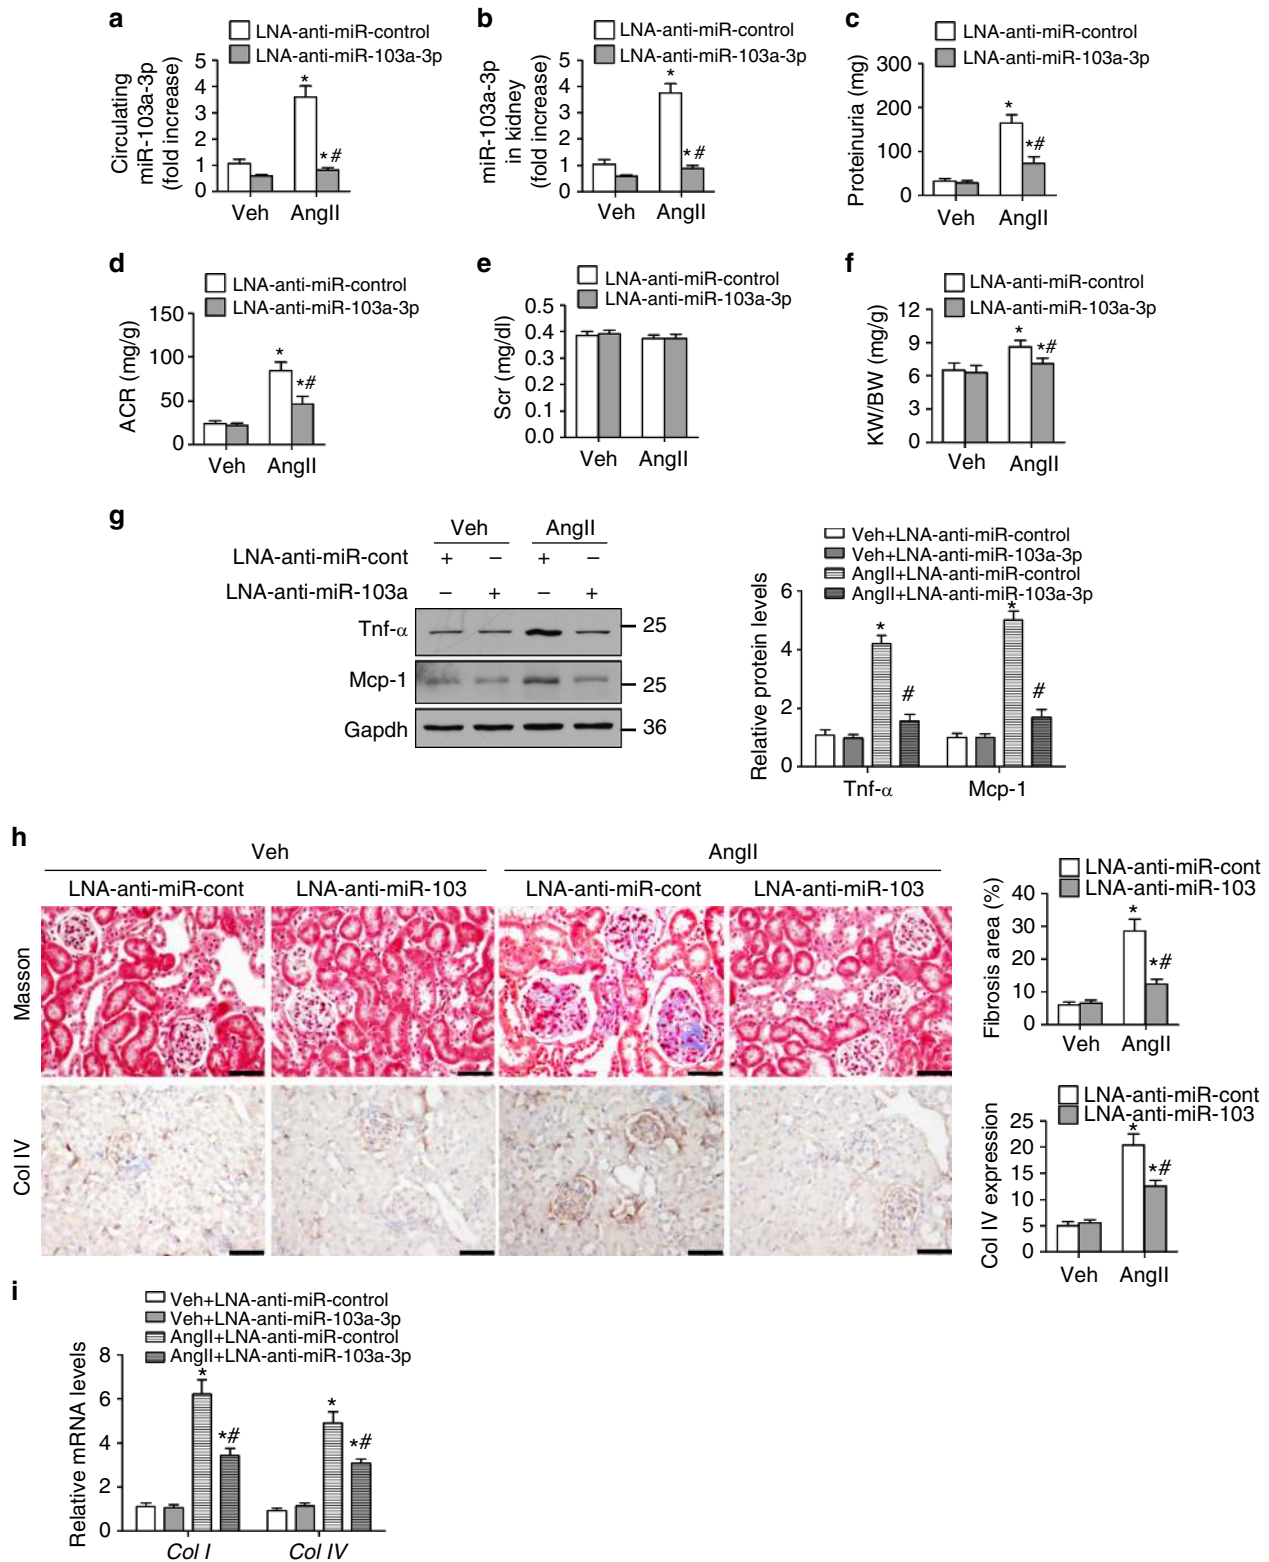 a
LNA-anti-miR-control
LNA-anti-miR-103a-3p
Circulating
miR-103a-3p
(fold increase)
5
4
3
2
1
0
*
*#
Veh
AngII
b
LNA-anti-miR-control
LNA-anti-miR-103a-3p
miR-103a-3p
in kidney
(fold increase)
5
4
3
2
1
0
*
*#
Veh
AngII
c
LNA-anti-miR-control
LNA-anti-miR-103a-3p
Proteinuria (mg)
300
200
100
0
*
*#
Veh
AngII
d
LNA-anti-miR-control
LNA-anti-miR-103a-3p
ACR (mg/g)
150
100
50
0
*
*#
Veh
AngII
e
LNA-anti-miR-control
LNA-anti-miR-103a-3p
Scr (mg/dl)
0.5
0.4
0.3
0.2
0.1
0.0
Veh
AngII
f
LNA-anti-miR-control
LNA-anti-miR-103a-3p
KW/BW (mg/g)
12
9
6
3
0
*
*#
Veh
AngII
g
Veh
AngII
LNA-anti-miR-cont + − + −
LNA-anti-miR-103a − + − +
Tnf-α
25
Mcp-1
25
Gapdh
36
Veh+LNA-anti-miR-control
Veh+LNA-anti-miR-103a-3p
AngII+LNA-anti-miR-control
AngII+LNA-anti-miR-103a-3p
Relative protein levels
6
4
2
0
*
#
*
#
Tnf-α
Mcp-1
h
Veh
AngII
LNA-anti-miR-cont
LNA-anti-miR-103
LNA-anti-miR-cont
LNA-anti-miR-103
Masson
Col IV
LNA-anti-miR-cont
LNA-anti-miR-103
Fibrosis area (%)
40
30
20
10
0
*
*#
Veh
AngII
LNA-anti-miR-cont
LNA-anti-miR-103
Col IV expression
25
20
15
10
5
0
*
*#
Veh
AngII
i
Veh+LNA-anti-miR-control
Veh+LNA-anti-miR-103a-3p
AngII+LNA-anti-miR-control
AngII+LNA-anti-miR-103a-3p
Relative mRNA levels
8
6
4
2
0
*
*#
*
*#
Col I
Col IV